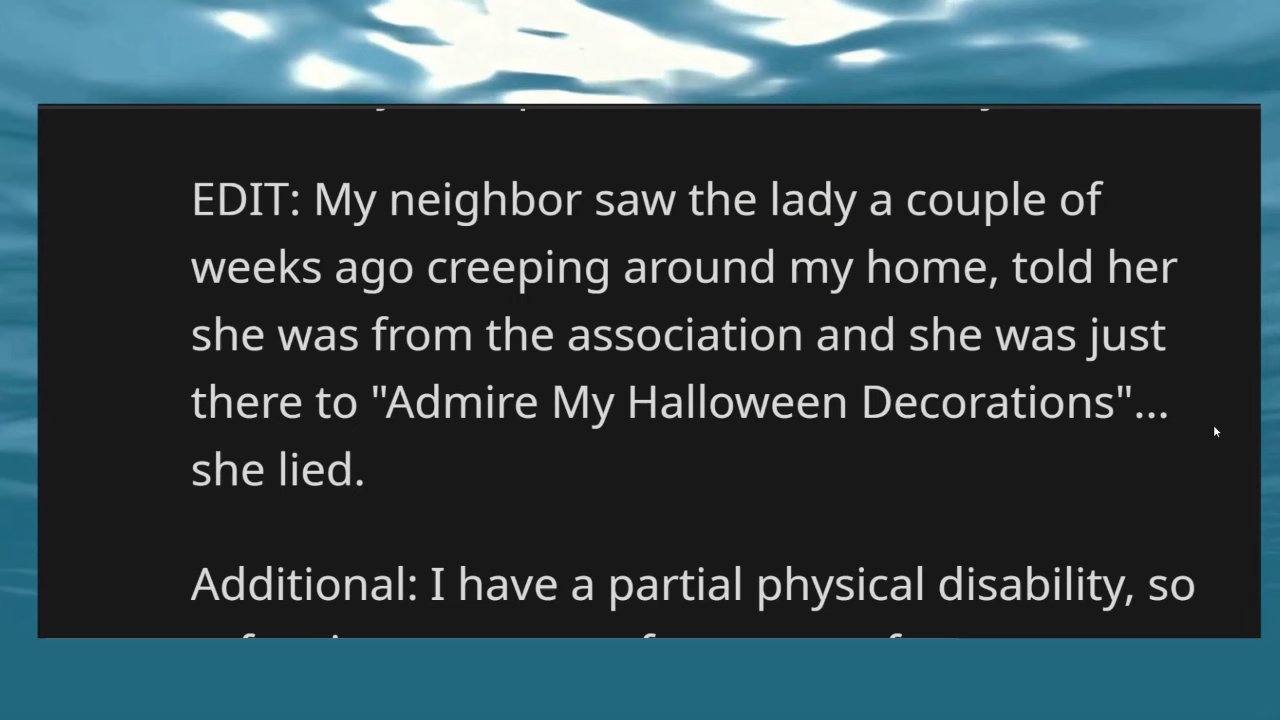 EDIT: My neighbor saw the lady a couple of
weeks ago creeping around my home, told her
she was from the association and she was just
there to "Admire My Halloween Decorations"...
she lied.
Additional: I have a partial physical disability, so